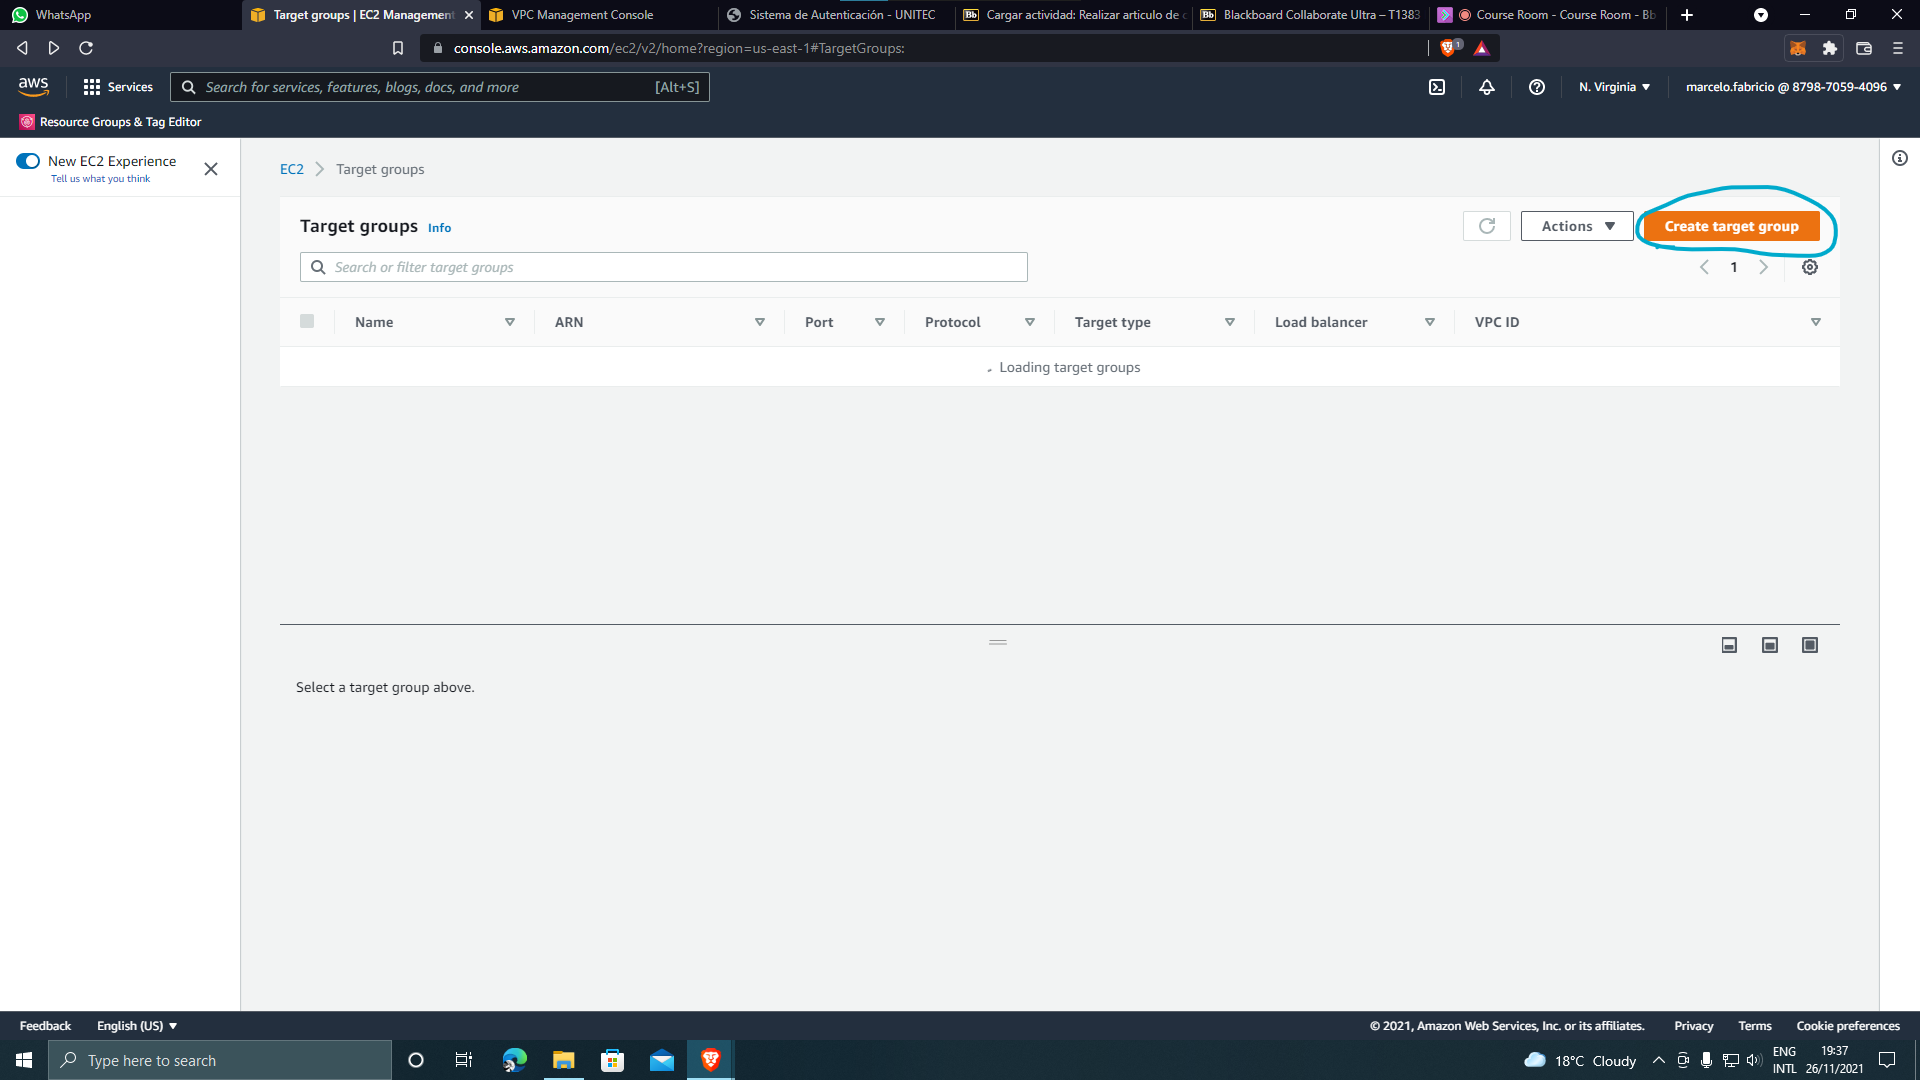 WhatsApp
Target groups | EC2 Management
VPC Management Console
Sistema de Autenticación - UNITEC
Bb Cargar actividad: Realizar articulo de c
Bb Blackboard Collaborate Ultra – T1383
Course Room - Course Room - Bb
console.aws.amazon.com/ec2/v2/home?region=us-east-1#TargetGroups:
1
aws
Services
Search for services, features, blogs, docs, and more
[Alt+S]
N. Virginia
marcelo.fabricio @ 8798-7059-4096
Resource Groups & Tag Editor
New EC2 Experience
Tell us what you think
EC2
Target groups
Target groups
Info
Actions
Create target group
Search or filter target groups
1
Name
ARN
Port
Protocol
Target type
Load balancer
VPC ID
Loading target groups
Select a target group above.
Feedback
English (US)
© 2021, Amazon Web Services, Inc. or its affiliates.
Privacy
Terms
Cookie preferences
Type here to search
18°C Cloudy
ENG
INTL
19:37
26/11/2021